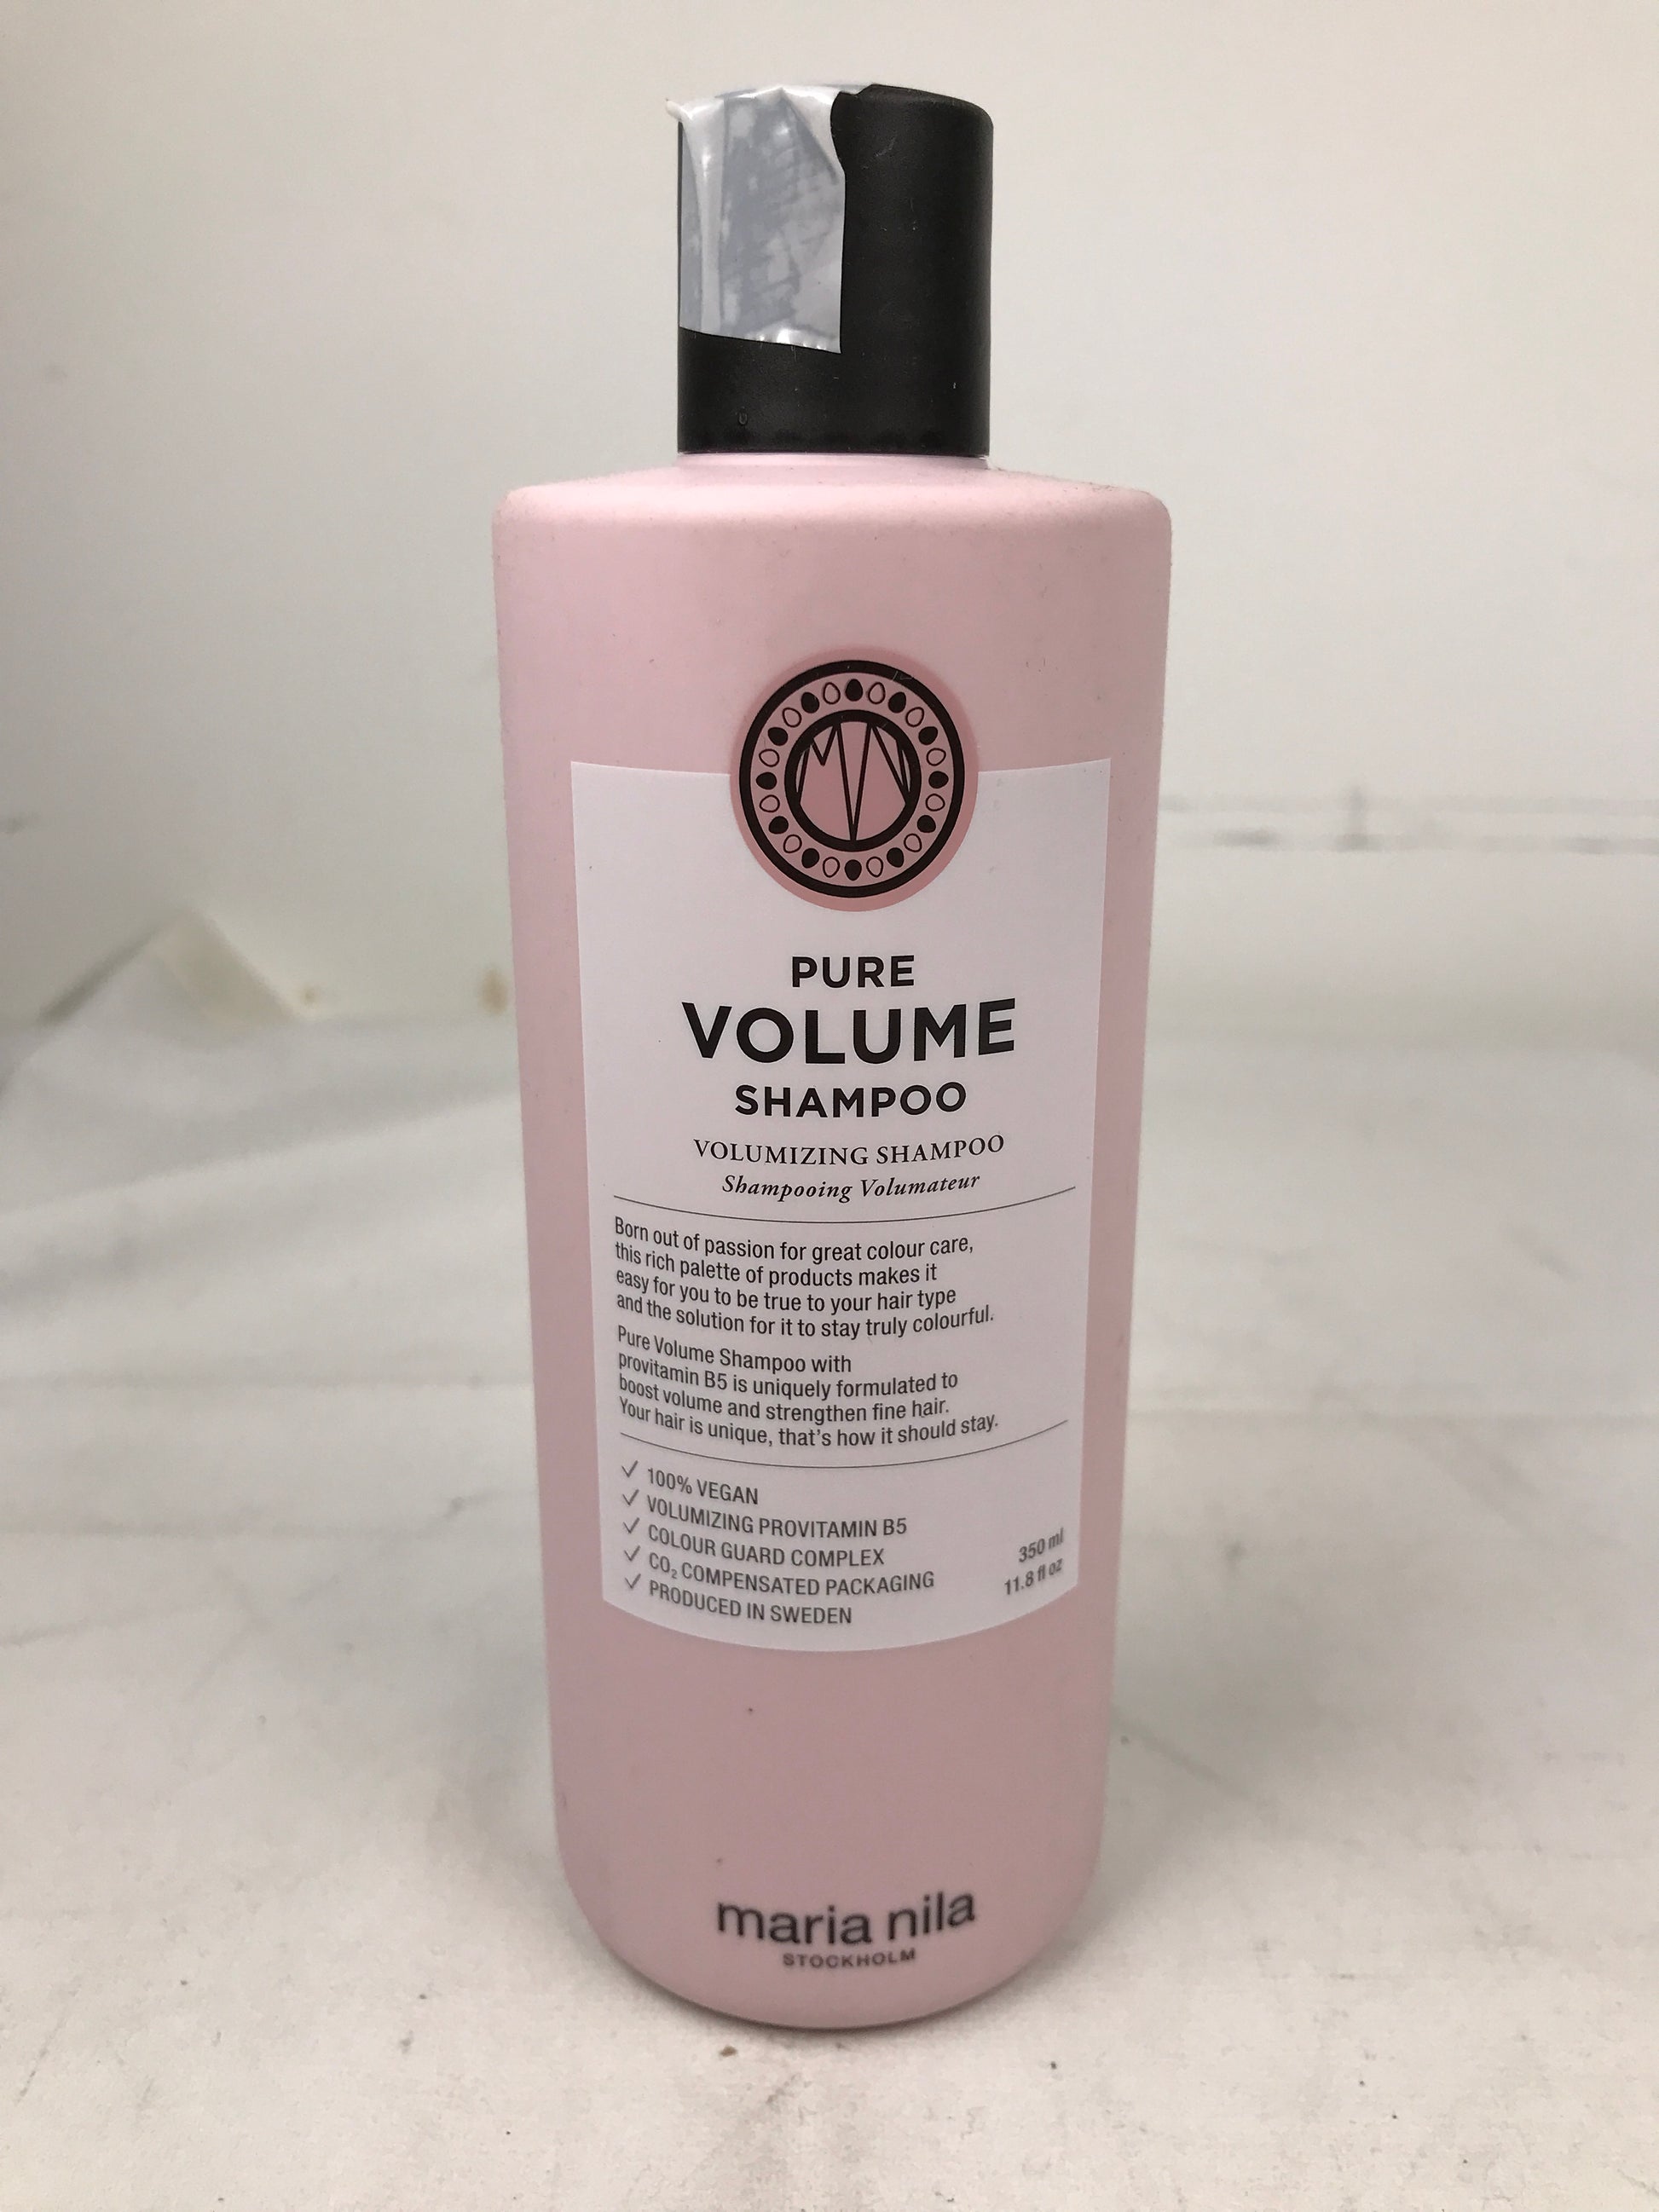 MN
PURE
VOLUME
SHAMPOO
VOLUMIZING SHAMPOO
Shampooing Volumateur
Born out of passion for great colour care,
this rich palette of products makes it
easy for you to be true to your hair type
and the solution for it to stay truly colourful.
Pure Volume Shampoo with
provitamin B5 is uniquely formulated to
boost volume and strengthen fine hair.
Your hair is unique, that's how it should stay.
✓ 100% VEGAN
✓ VOLUMIZING PROVITAMIN B5
✓ COLOUR GUARD COMPLEX
✓ CO₂ COMPENSATED PACKAGING
✓ PRODUCED IN SWEDEN
350 ml
11.8 fl oz
maria nila
STOCKHOLM